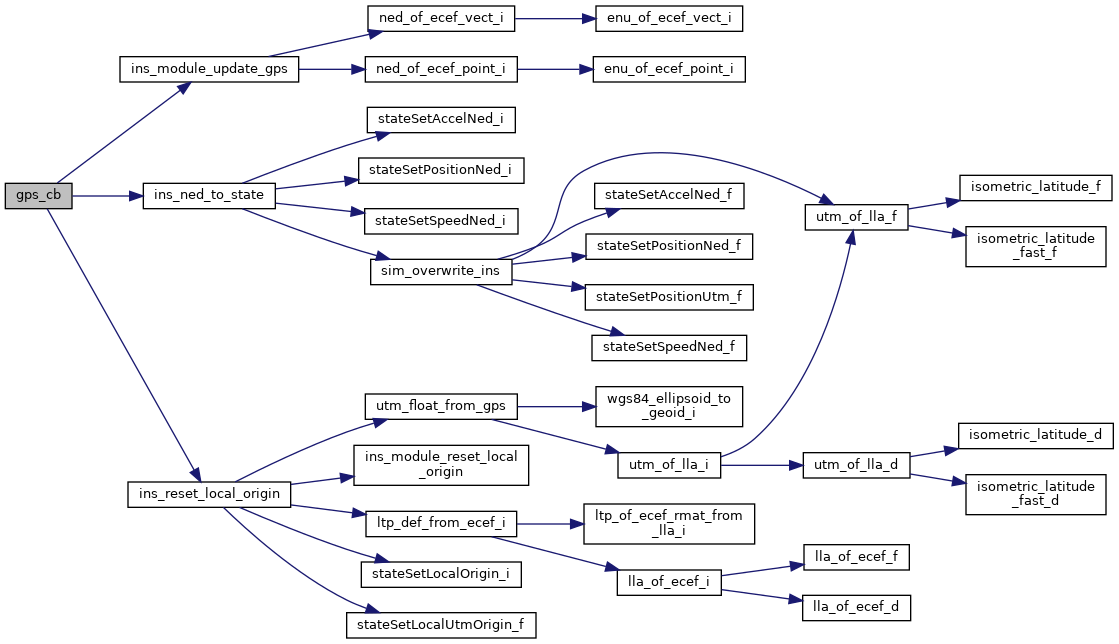 gps_cb
ins_module_update_gps
ned_of_ecef_vect_i
enu_of_ecef_vect_i
ned_of_ecef_point_i
enu_of_ecef_point_i
ins_ned_to_state
stateSetAccelNed_i
stateSetPositionNed_i
stateSetSpeedNed_i
sim_overwrite_ins
stateSetAccelNed_f
stateSetPositionNed_f
stateSetPositionUtm_f
stateSetSpeedNed_f
utm_of_lla_f
isometric_latitude_f
isometric_latitude
_fast_f
ins_reset_local_origin
utm_float_from_gps
wgs84_ellipsoid_to
_geoid_i
utm_of_lla_i
utm_of_lla_d
isometric_latitude_d
isometric_latitude
_fast_d
ins_module_reset_local
_origin
ltp_def_from_ecef_i
ltp_of_ecef_rmat_from
_lla_i
lla_of_ecef_i
lla_of_ecef_f
lla_of_ecef_d
stateSetLocalOrigin_i
stateSetLocalUtmOrigin_f